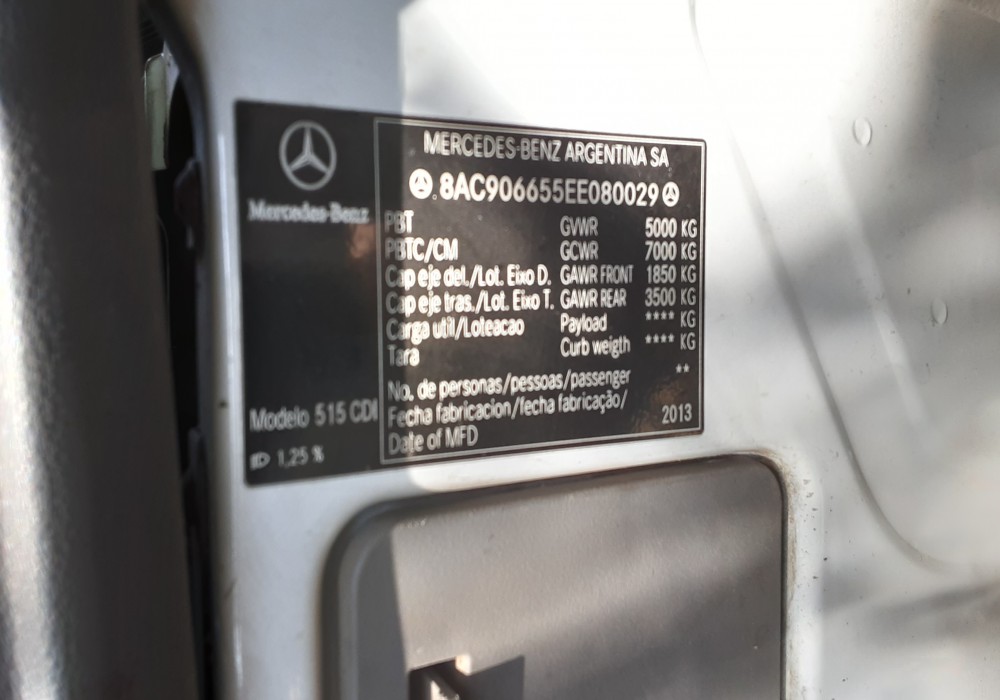 Mercedes-Benz
MERCEDES-BENZ ARGENTINA SA
8AC906655EE080029
PBT GVWR 5000 KG
PBTC/CM GCWR 7000 KG
Cap eje del./Lot. Eixo D. GAWR FRONT 1850 KG
Cap eje tras./Lot. Eixo T. GAWR REAR 3500 KG
Carga util/Loteacao Payload **** KG
Tara Curb weigth **** KG
No. de personas/pessoas/passenger **
Fecha fabricacion/fecha fabricação/
Date of MFD 2013
Modelo 515 CDI
1,25 %